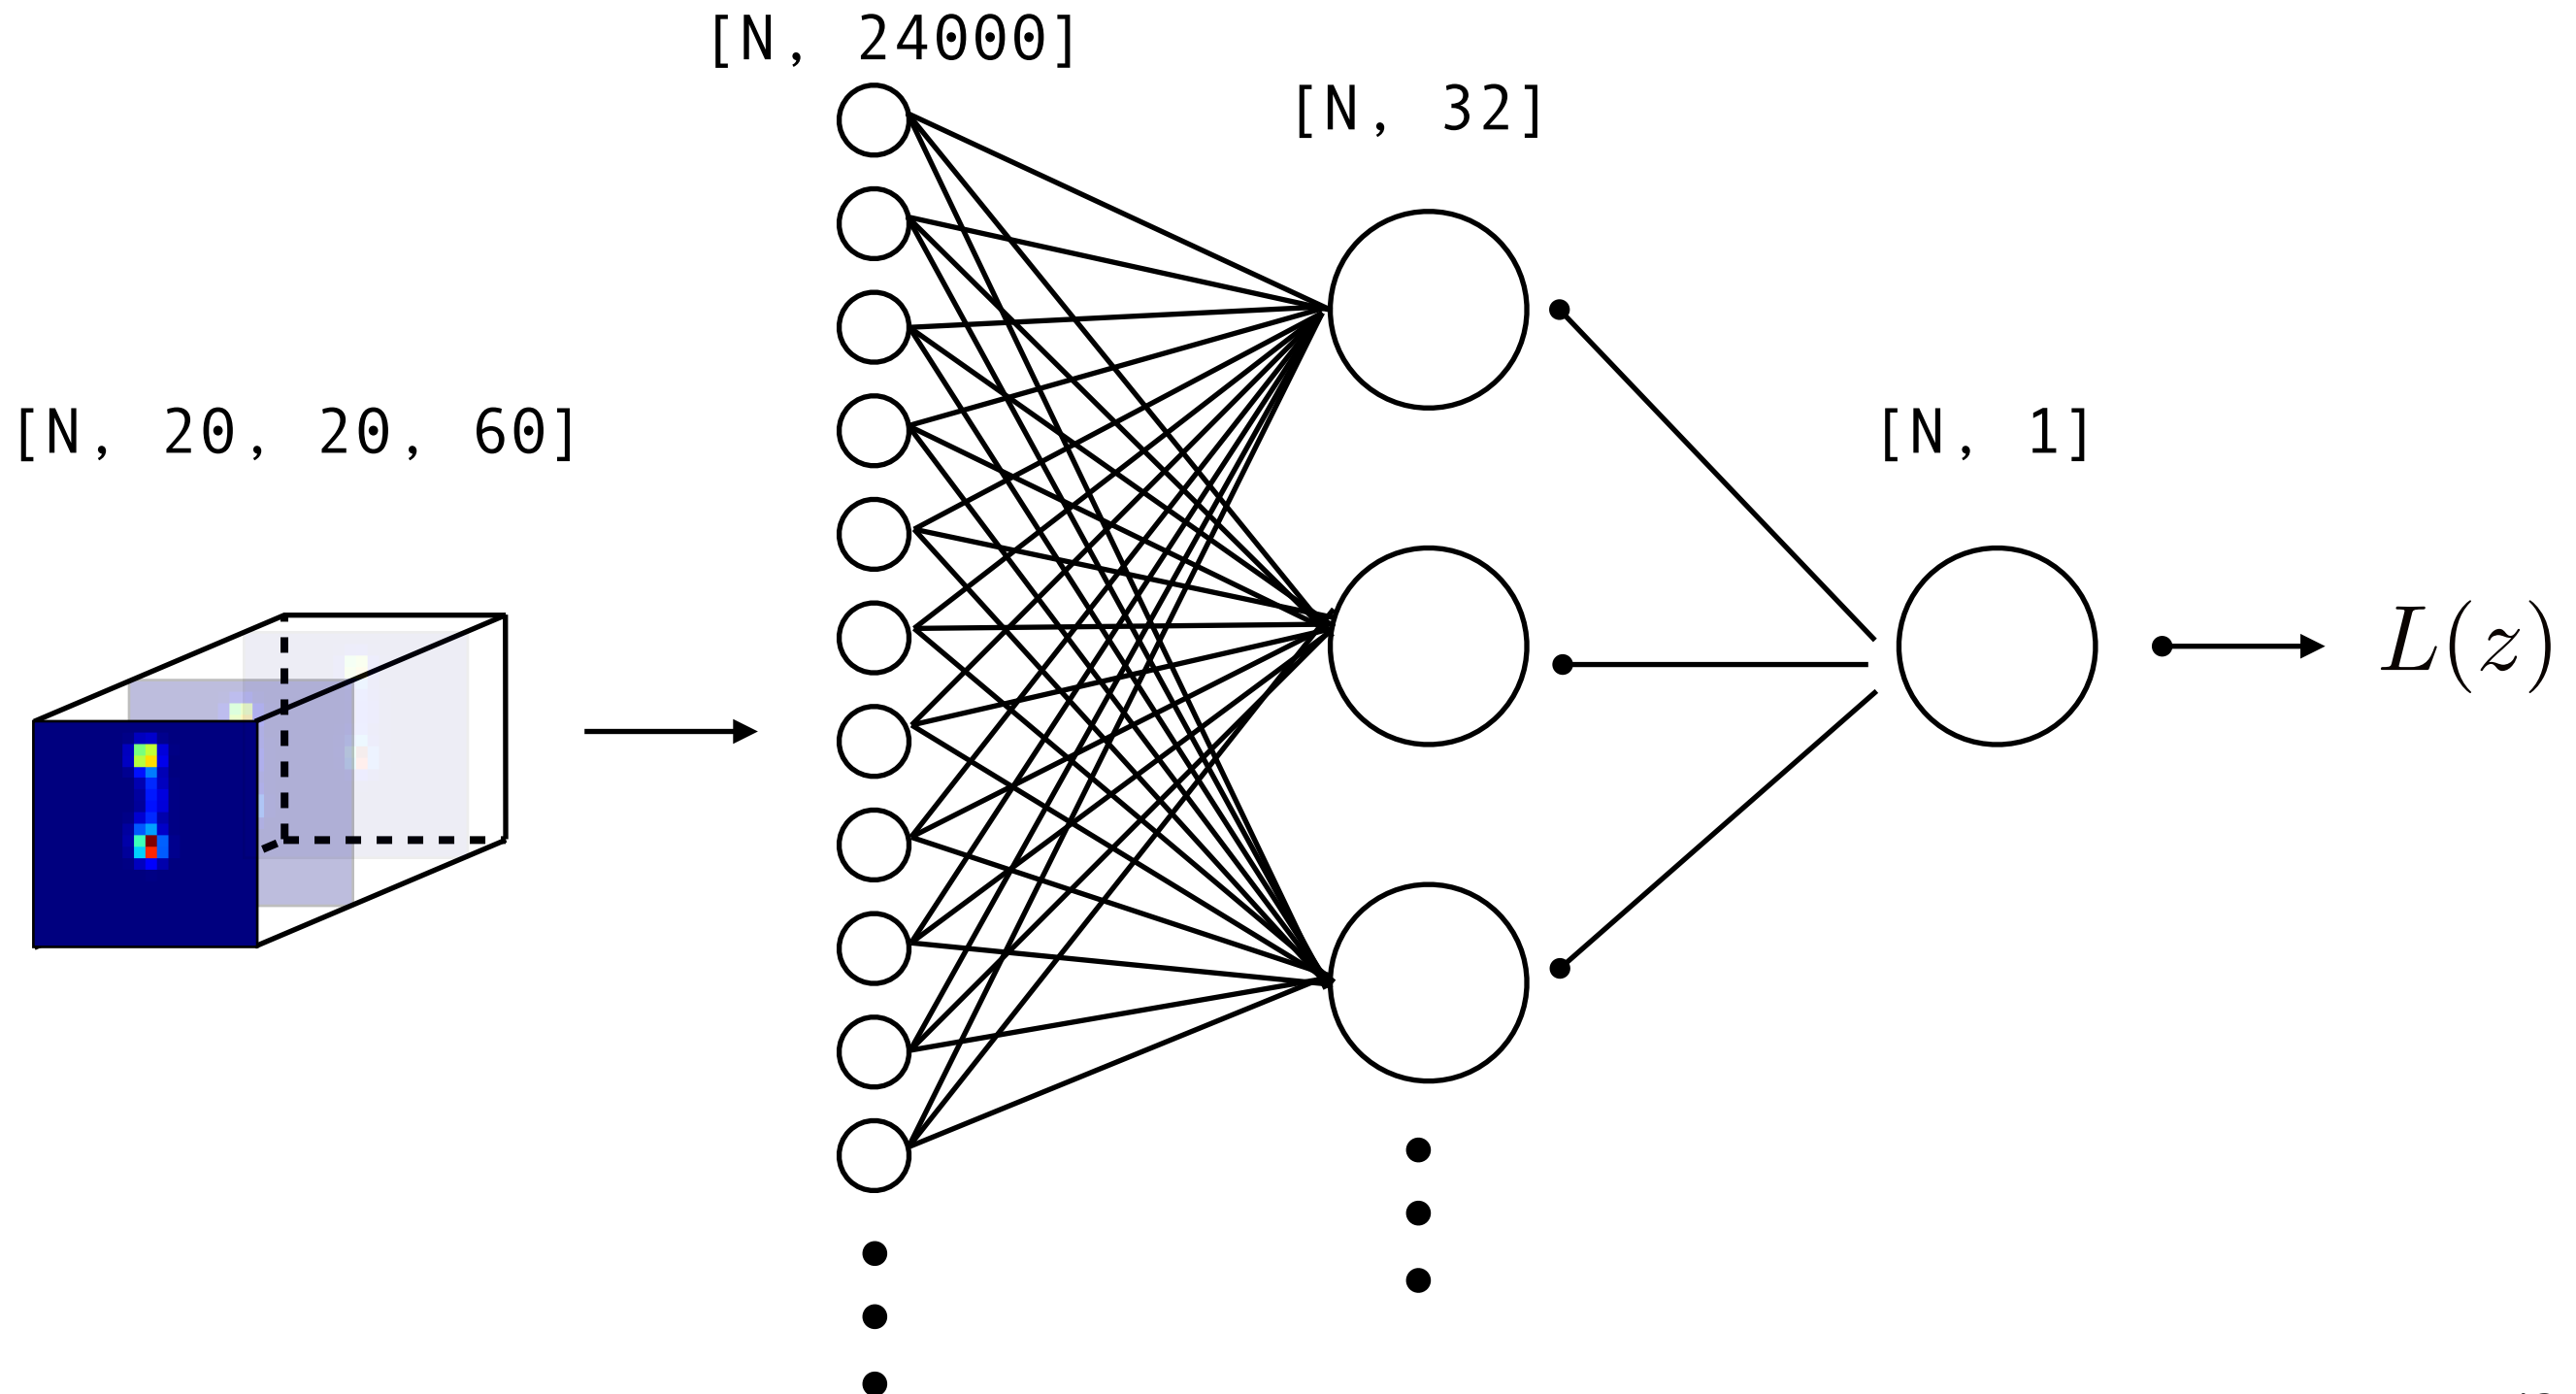 [N, 24000]
[N, 32]
[N, 20, 20, 60]
[N, 1]
L(z)